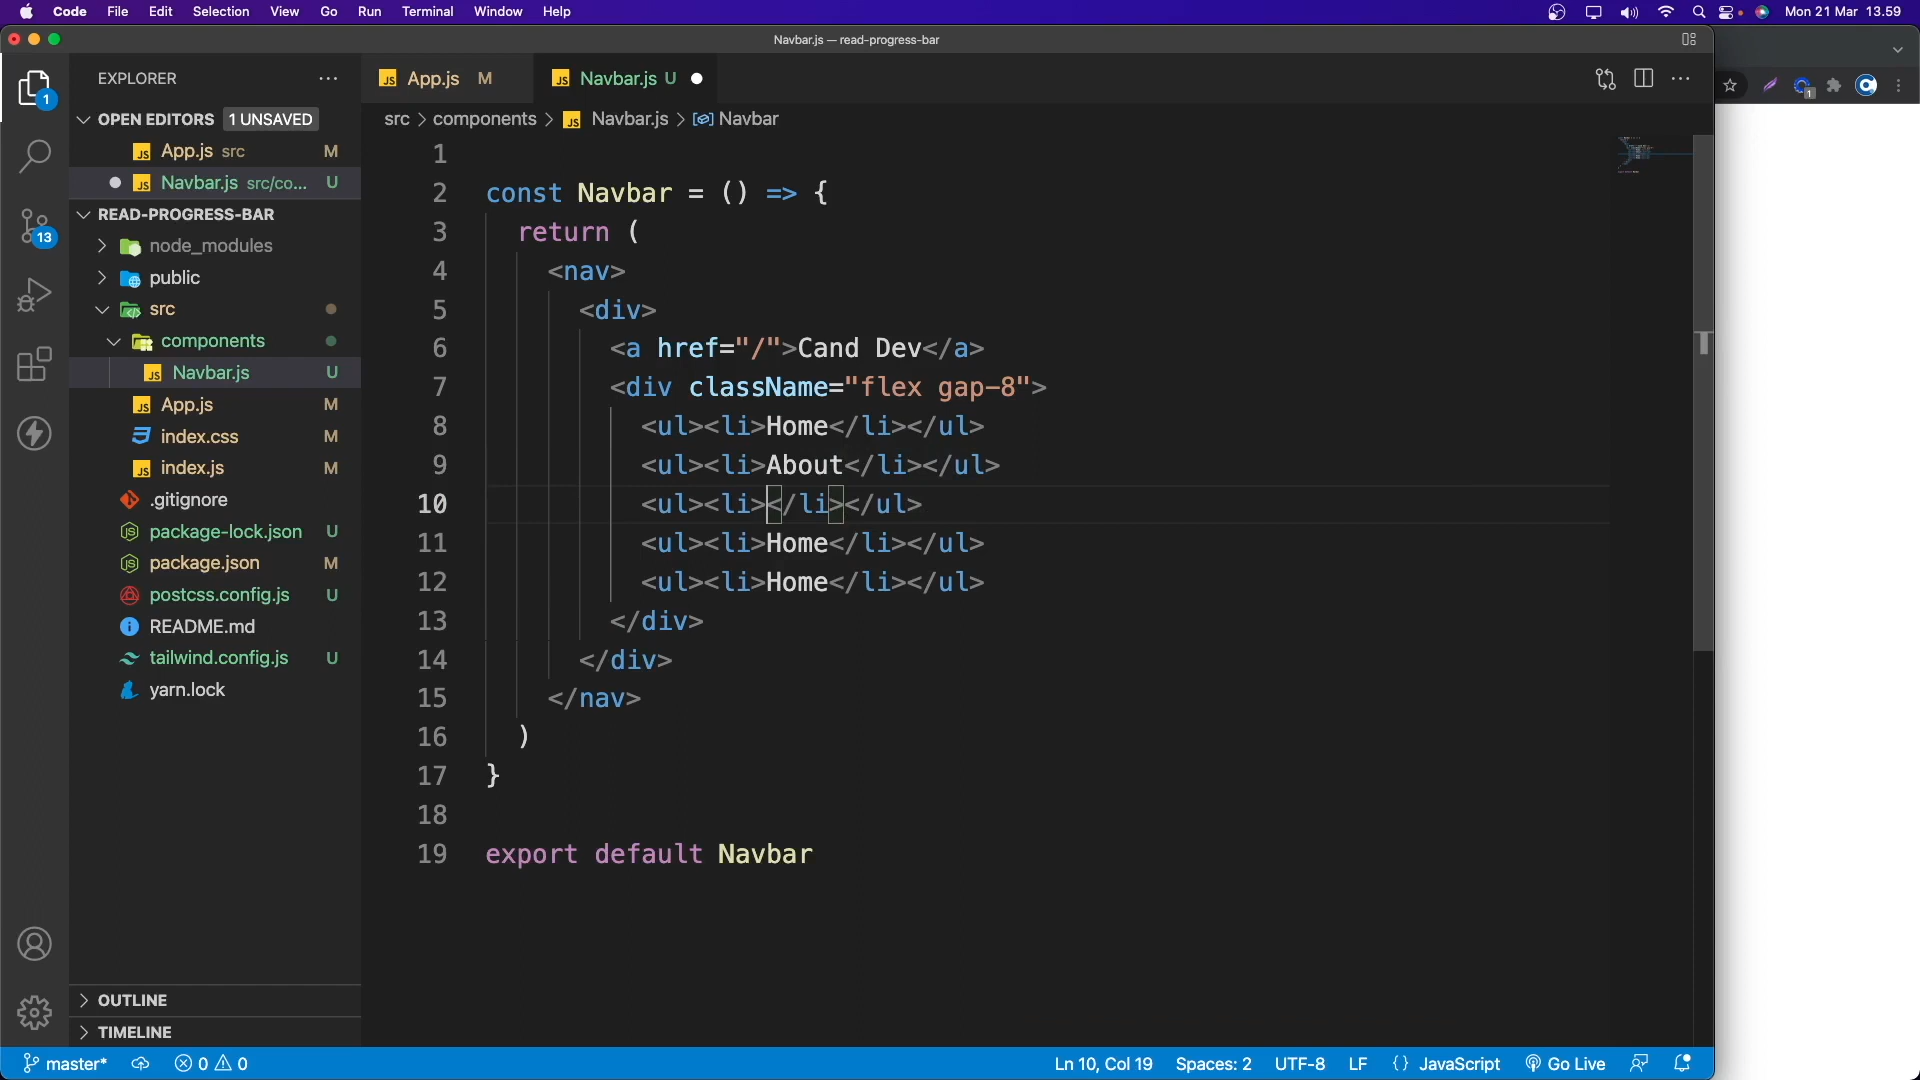 Code File Edit Selection View Go Run Terminal Window Help Mon 21 Mar 13.59
Navbar.js — read-progress-bar
EXPLORER
App.js M Navbar.js U
OPEN EDITORS 1 UNSAVED
src > components > Navbar.js > Navbar
App.js src M
Navbar.js src/co... U
READ-PROGRESS-BAR
node_modules
public
src
components
Navbar.js U
App.js M
index.css M
index.js M
.gitignore
package-lock.json U
package.json M
postcss.config.js U
README.md
tailwind.config.js U
yarn.lock
OUTLINE
TIMELINE
1
13
1
1
2 const Navbar = () => {
3 return (
4 <nav>
5 <div>
6 <a href="/">Cand Dev</a>
7 <div className="flex gap-8">
8 <ul><li>Home</li></ul>
9 <ul><li>About</li></ul>
10 <ul><li></li></ul>
11 <ul><li>Home</li></ul>
12 <ul><li>Home</li></ul>
13 </div>
14 </div>
15 </nav>
16 )
17 }
18
19 export default Navbar
master* 0 0 Ln 10, Col 19 Spaces: 2 UTF-8 LF {} JavaScript Go Live